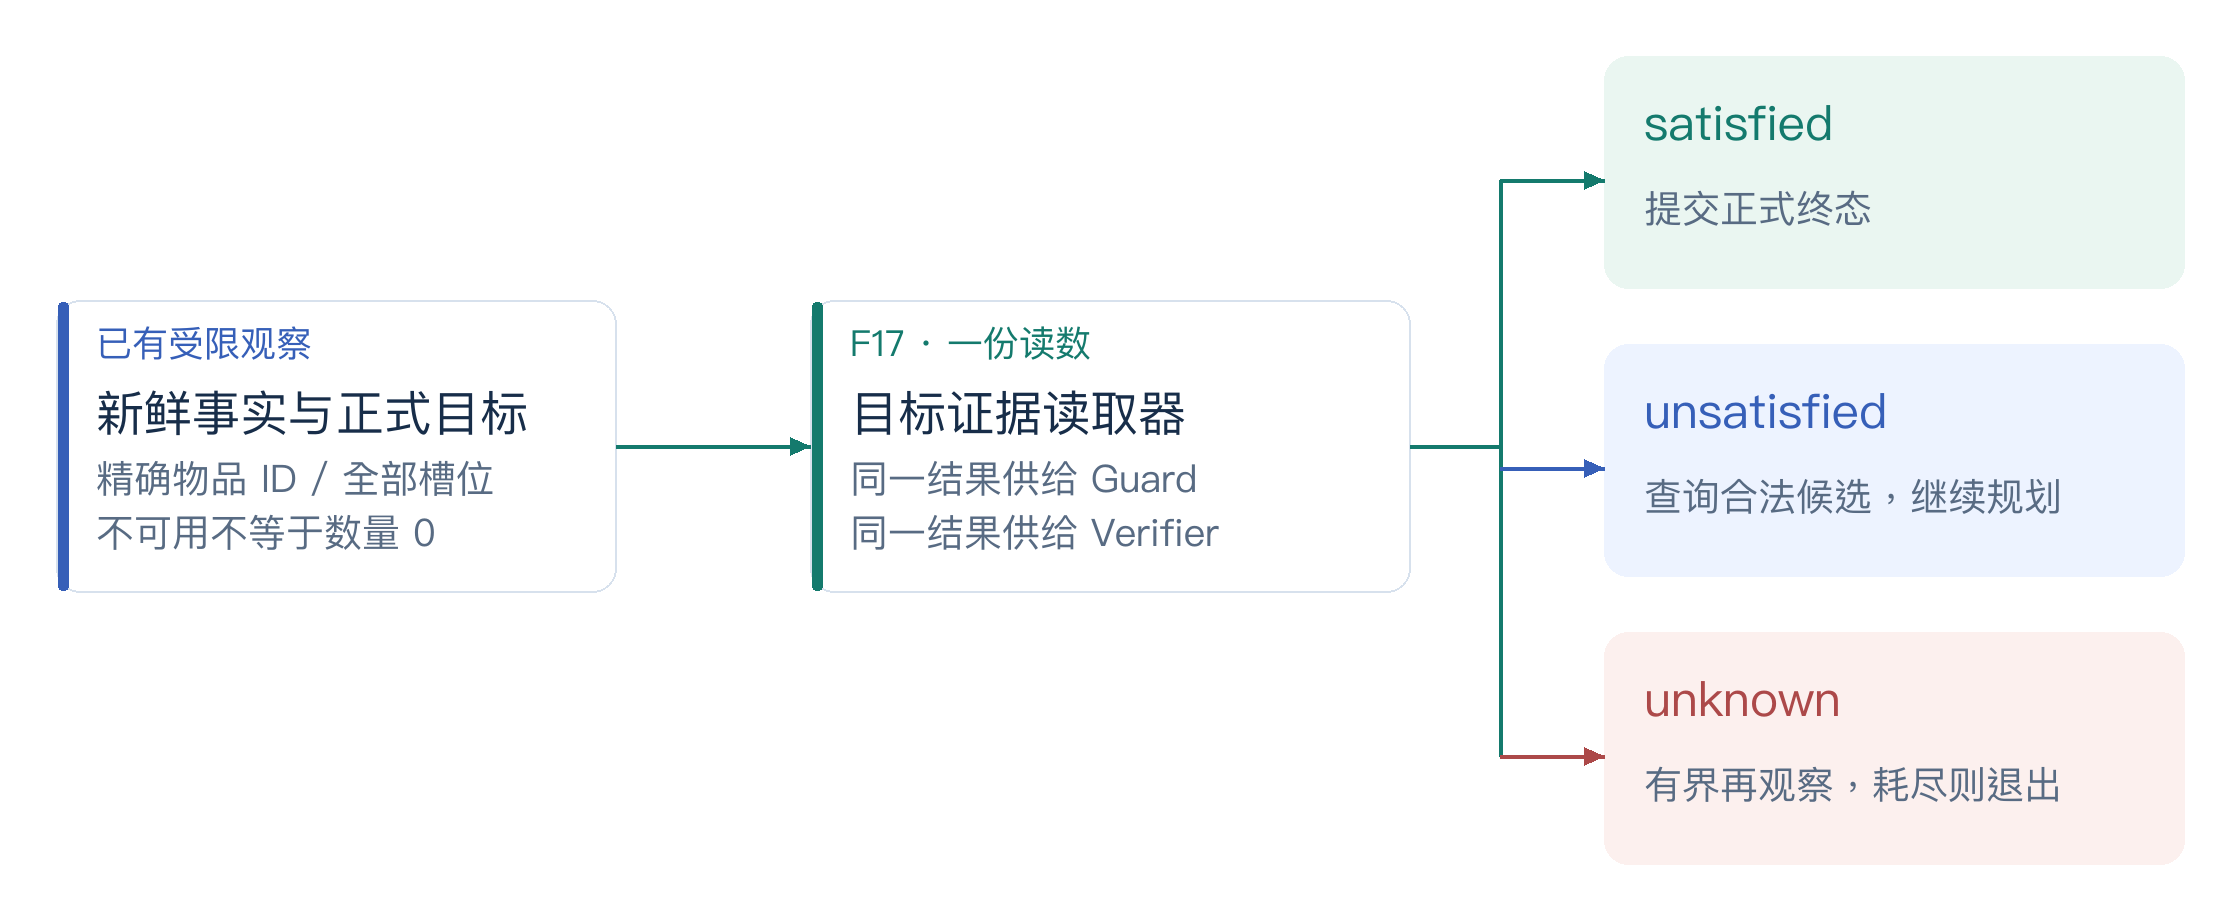 已有受限观察
新鲜事实与正式目标
精确物品 ID / 全部槽位
不可用不等于数量 0
F17 · 一份读数
目标证据读取器
同一结果供给 Guard
同一结果供给 Verifier
satisfied
提交正式终态
unsatisfied
查询合法候选，继续规划
unknown
有界再观察，耗尽则退出